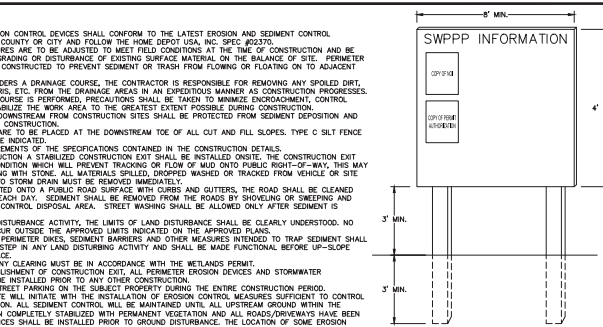 ON CONTROL DEVICES SHALL CONFORM TO THE LATEST EROSION AND SEDIMENT CONTROL
COUNTY OR CITY AND FOLLOW THE HOME DEPOT USA, INC. SPEC #02370.
RES ARE TO BE ADJUSTED TO MEET FIELD CONDITIONS AT THE TIME OF CONSTRUCTION AND BE
GRADING OR DISTURBANCE OF EXISTING SURFACE MATERIAL ON THE BALANCE OF SITE. PERIMETER
CONSTRUCTED TO PREVENT SEDIMENT OR TRASH FROM FLOWING OR FLOATING ON TO ADJACENT
DERS A DRAINAGE COURSE, THE CONTRACTOR IS RESPONSIBLE FOR REMOVING ANY SPOILED DIRT,
RIS, ETC. FROM THE DRAINAGE AREAS IN AN EXPEDITIOUS MANNER AS CONSTRUCTION PROGRESSES.
OURSE IS PERFORMED, PRECAUTIONS SHALL BE TAKEN TO MINIMIZE ENCROACHMENT, CONTROL
ABILIZE THE WORK AREA TO THE GREATEST EXTENT POSSIBLE DURING CONSTRUCTION.
DOWNSTREAM FROM CONSTRUCTION SITES SHALL BE PROTECTED FROM SEDIMENT DEPOSITION AND
CONSTRUCTION.
ARE TO BE PLACED AT THE DOWNSTREAM TOE OF ALL CUT AND FILL SLOPES. TYPE C SILT FENCE
E INDICATED.
REMENTS OF THE SPECIFICATIONS CONTAINED IN THE CONSTRUCTION DETAILS.
UCTION A STABILIZED CONSTRUCTION EXIT SHALL BE INSTALLED ONSITE. THE CONSTRUCTION EXIT
NDITION WHICH WILL PREVENT TRACKING OR FLOW OF MUD ONTO PUBLIC RIGHT-OF-WAY, THIS MAY
NG WITH STONE. ALL MATERIALS SPILLED, DROPPED WASHED OR TRACKED FROM VEHICLE OR SITE
TO STORM DRAIN MUST BE REMOVED IMMEDIATELY.
TED ONTO A PUBLIC ROAD SURFACE WITH CURBS AND GUTTERS, THE ROAD SHALL BE CLEANED
EACH DAY. SEDIMENT SHALL BE REMOVED FROM THE ROADS BY SHOVELING OR SWEEPING AND
CONTROL DISPOSAL AREA. STREET WASHING SHALL BE ALLOWED ONLY AFTER SEDIMENT IS
DISTURBANCE ACTIVITY, THE LIMITS OF LAND DISTURBANCE SHALL BE CLEARLY UNDERSTOOD. NO
CUR OUTSIDE THE APPROVED LIMITS INDICATED ON THE APPROVED PLANS.
PERIMETER DIKES, SEDIMENT BARRIERS AND OTHER MEASURES INTENDED TO TRAP SEDIMENT SHALL
STEP IN ANY LAND DISTURBING ACTIVITY AND SHALL BE MADE FUNCTIONAL BEFORE UP-SLOPE
CE.
NY CLEARING MUST BE IN ACCORDANCE WITH THE WETLANDS PERMIT.
LISHMENT OF CONSTRUCTION EXIT, ALL PERIMETER EROSION DEVICES AND STORMWATER
E INSTALLED PRIOR TO ANY OTHER CONSTRUCTION.
TREET PARKING ON THE SUBJECT PROPERTY DURING THE ENTIRE CONSTRUCTION PERIOD.
TE WILL INITIATE WITH THE INSTALLATION OF EROSION CONTROL MEASURES SUFICIENT TO CONTROL
ION. ALL SEDIMENT CONTROL WILL BE MAINTAINED UNTIL ALL UPSTREAM GROUND WITHIN THE
N COMPLETELY STABILIZED WITH PERMANENT VEGETATION AND ALL ROADS/DRIVEWAYS HAVE BEEN
CES SHALL BE INSTALLED PRIOR TO GROUND DISTURBANCE. THE LOCATION OF SOME EROSION
8' MIN.
SWPPP INFORMATION
COPY OF NOI
COPY OF PERMIT
AUTHORIZATION
4'
3' MIN.
3' MIN.